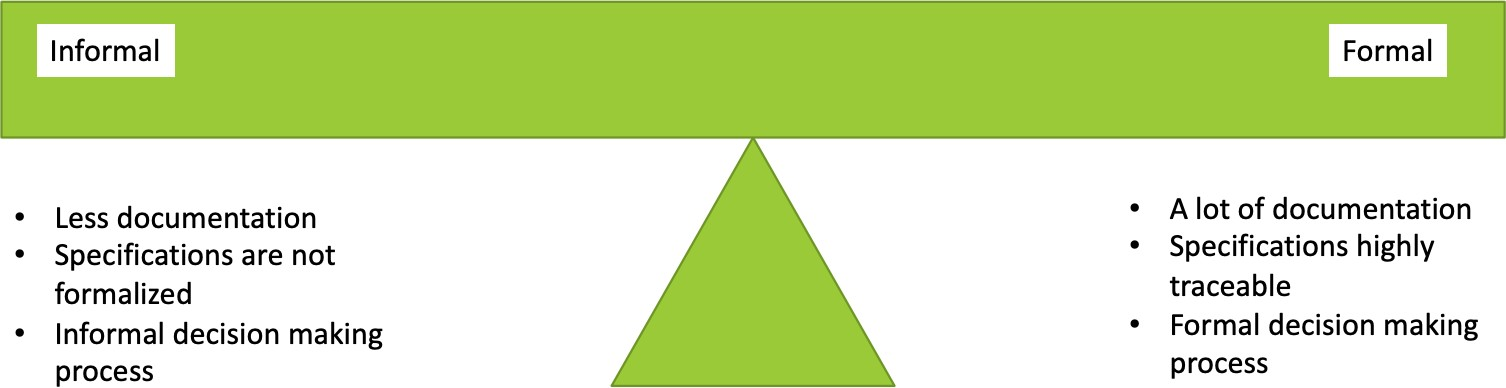 Informal
Formal
• Less documentation
• Specifications are not
formalized
• Informal decision making
process
• A lot of documentation
• Specifications highly
traceable
• Formal decision making
process